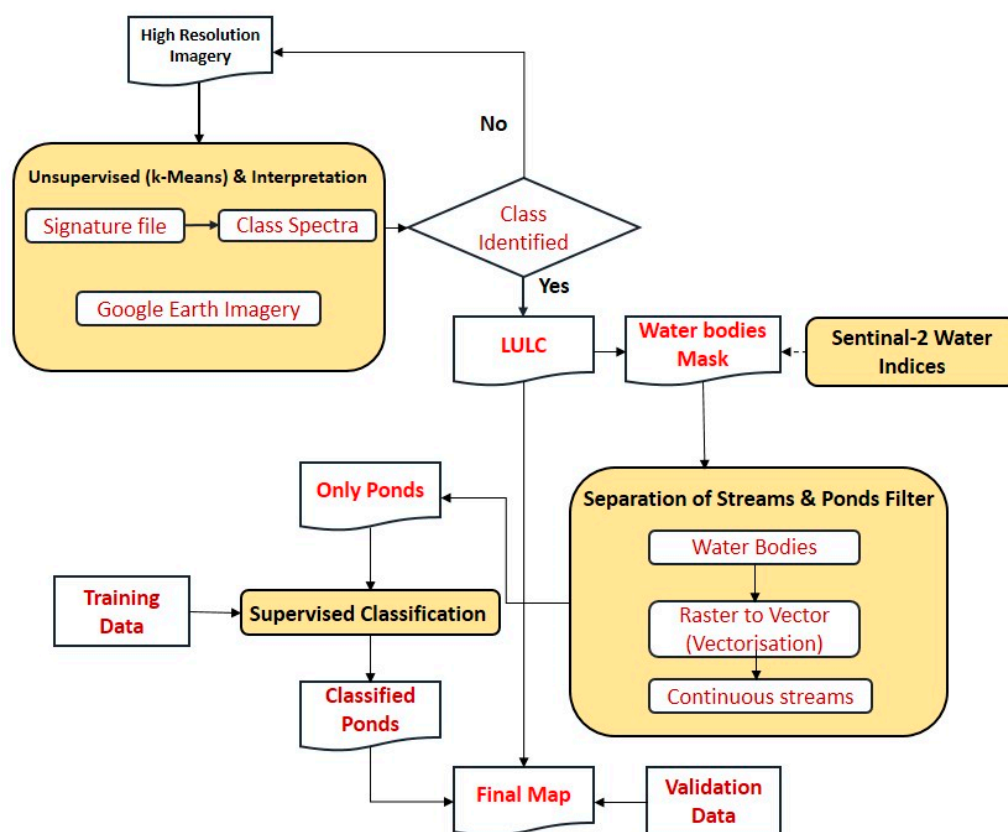 High Resolution
Imagery
No
Unsupervised (k-Means) & Interpretation
Signature file
Class Spectra
Google Earth Imagery
Class
Identified
Yes
LULC
Water bodies
Mask
Sentinal-2 Water
Indices
Only Ponds
Separation of Streams & Ponds Filter
Water Bodies
Raster to Vector
(Vectorisation)
Continuous streams
Training
Data
Supervised Classification
Classified
Ponds
Final Map
Validation
Data